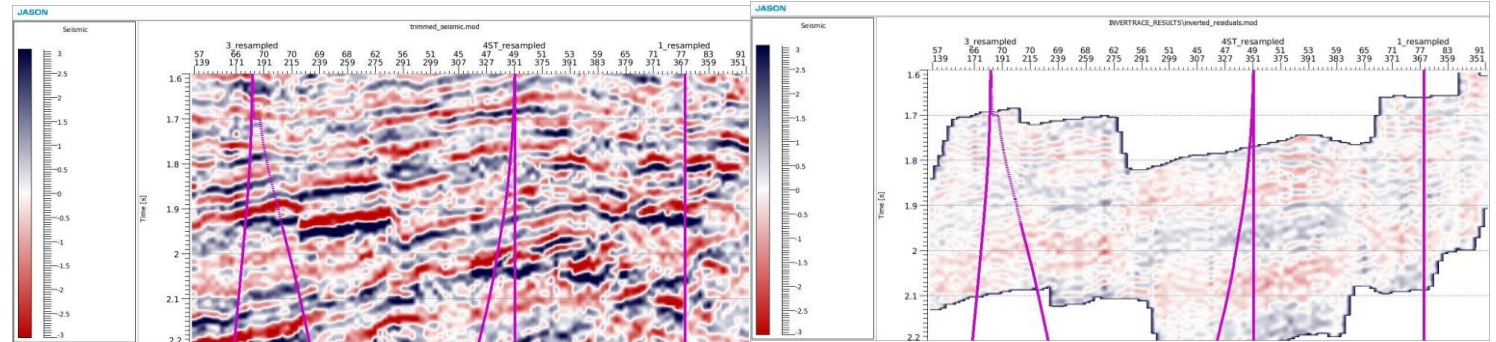 JASON
Seismic
trimmed_seismic.mod
3_resampled 4ST_resampled 1_resampled
57 66 70 70 69 68 62 56 51 45 47 49 51 53 59 65 71 77 83 91
139 171 191 215 239 257 275 291 299 307 327 351 375 391 383 379 371 367 359 351
3
2.5
2
1.5
1
0.5
0
-0.5
-1
-1.5
-2
-2.5
-3
Time [s]
1.6
1.7
1.8
1.9
2
2.1
2.2
JASON
Seismic
INVERTRACE_RESULTS\inverted_residuals.mod
3_resampled 4ST_resampled 1_resampled
57 66 70 70 69 68 62 56 51 45 47 49 51 53 59 65 71 77 83 91
139 171 191 215 239 257 275 291 299 307 327 351 375 391 383 379 371 367 359 351
3
2.5
2
1.5
1
0.5
0
-0.5
-1
-1.5
-2
-2.5
-3
Time [s]
1.6
1.7
1.8
1.9
2
2.1
2.2